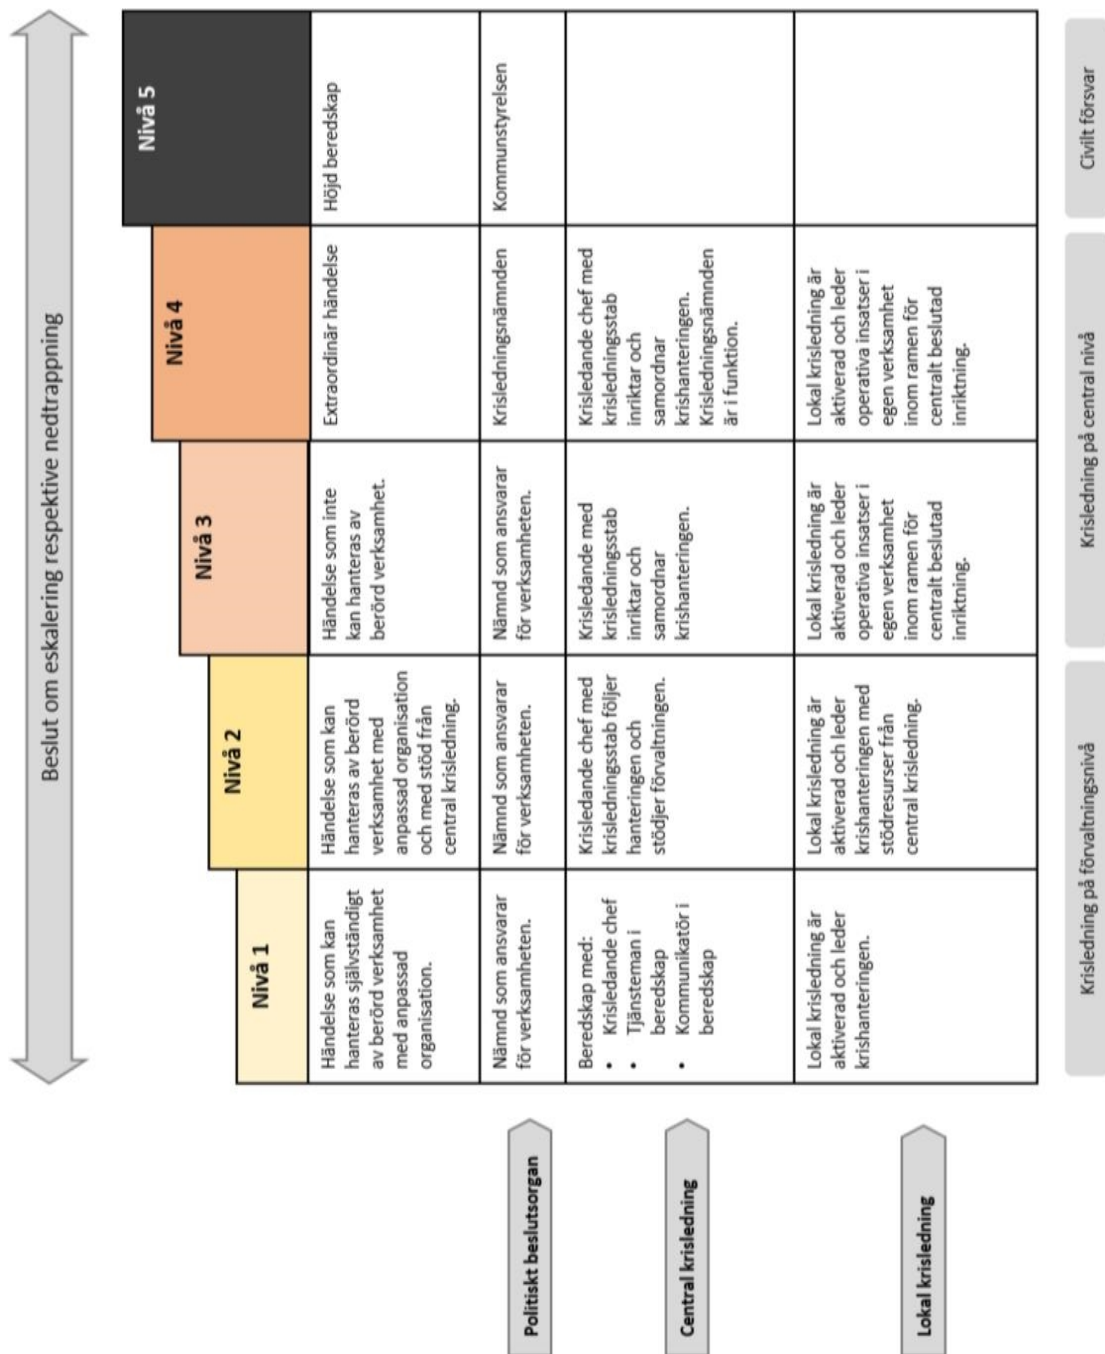 Beslut om eskalering respektive nedtrappning
Nivå 1
Nivå 2
Nivå 3
Nivå 4
Nivå 5
Händelse som kan
hanteras självständigt
av berörd verksamhet
med anpassad
organisation.
Händelse som kan
hanteras av berörd
verksamhet med
anpassad organisation
och med stöd från
central krisledning.
Händelse som inte
kan hanteras av
berörd verksamhet.
Extraordinär händelse
Höjd beredskap
Politiskt beslutsorgan
Nämnd som ansvarar
för verksamheten.
Nämnd som ansvarar
för verksamheten.
Nämnd som ansvarar
för verksamheten.
Krisledningsnämnden
Kommunstyrelsen
Central krisledning
Beredskap med:
• Krisledande chef
• Tjänsteman i
beredskap
• Kommunikatör i
beredskap
Krisledande chef med
krisledningsstab följer
hanteringen och
stödjer förvaltningen.
Krisledande med
krisledningsstab
inriktar och
samordnar
krishanteringen.
Krisledande chef med
krisledningsstab
inriktar och
samordnar
krishanteringen.
Krisledningsnämnden
är i funktion.
Lokal krisledning
Lokal krisledning är
aktiverad och leder
krishanteringen.
Lokal krisledning är
aktiverad och leder
krishanteringen med
stödresurser från
central krisledning.
Lokal krisledning är
aktiverad och leder
operativa insatser i
egen verksamhet
inom ramen för
centralt beslutad
inriktning.
Lokal krisledning är
aktiverad och leder
operativa insatser i
egen verksamhet
inom ramen för
centralt beslutad
inriktning.
Krisledning på förvaltningsnivå
Krisledning på central nivå
Civilt försvar